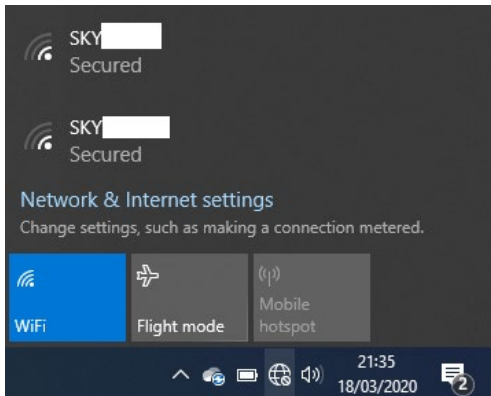 SKY
Secured
SKY
Secured
Network & Internet settings
Change settings, such as making a connection metered.
WiFi
Flight mode
Mobile
hotspot
21:35
18/03/2020
2